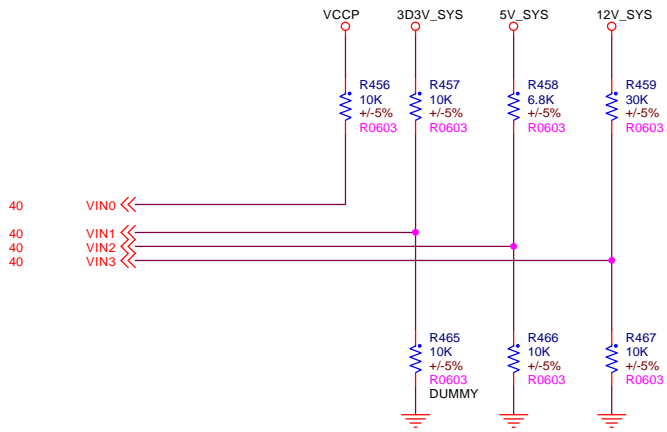 VCCP 3D3V_SYS 5V_SYS 12V_SYS
R456 R457 R458 R459
10K 10K 6.8K 30K
+/-5% +/-5% +/-5% +/-5%
R0603 R0603 R0603 R0603
40 VIN0
40 VIN1
40 VIN2
40 VIN3
R465 R466 R467
10K 10K 10K
+/-5% +/-5% +/-5%
R0603 R0603 R0603
DUMMY